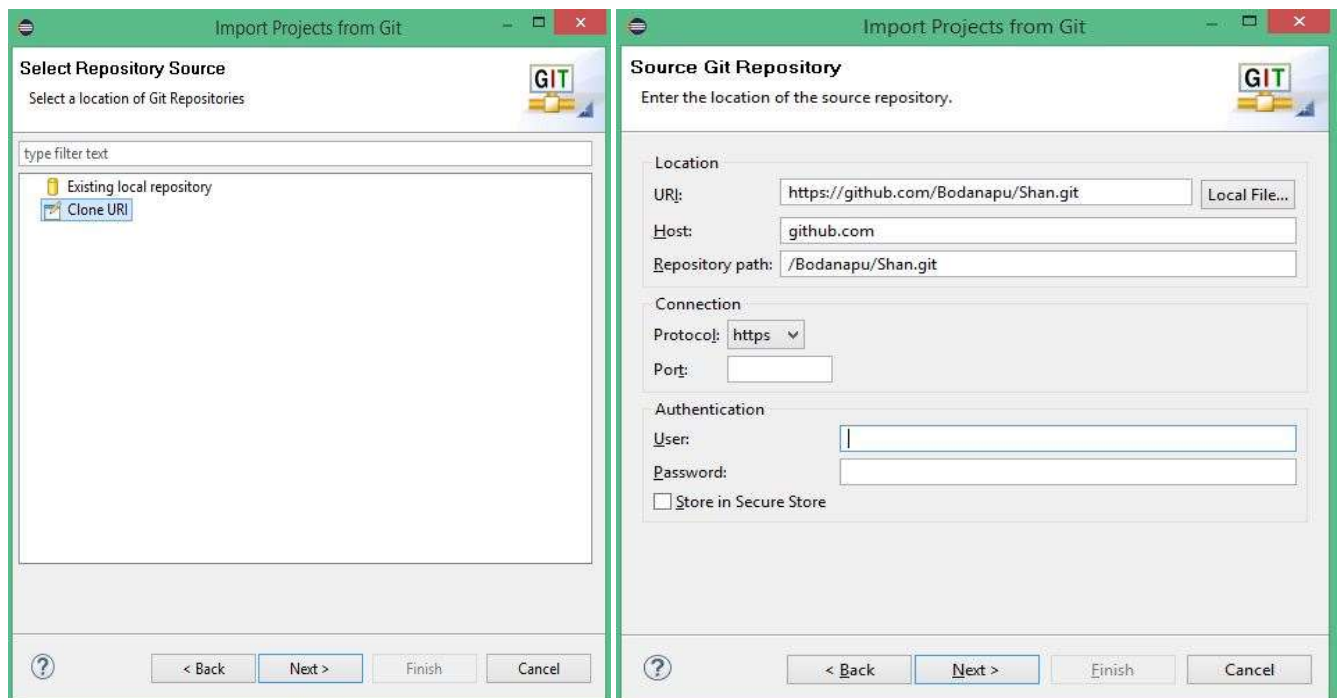 Import Projects from Git
Select Repository Source
Select a location of Git Repositories
GIT
type filter text
Existing local repository
Clone URI
?
< Back
Next >
Finish
Cancel
Import Projects from Git
Source Git Repository
Enter the location of the source repository.
GIT
Location
URI:
https://github.com/Bodanapu/Shan.git
Local File...
Host:
github.com
Repository path:
/Bodanapu/Shan.git
Connection
Protocol:
https
Port:
Authentication
User:
Password:
Store in Secure Store
?
< Back
Next >
Finish
Cancel